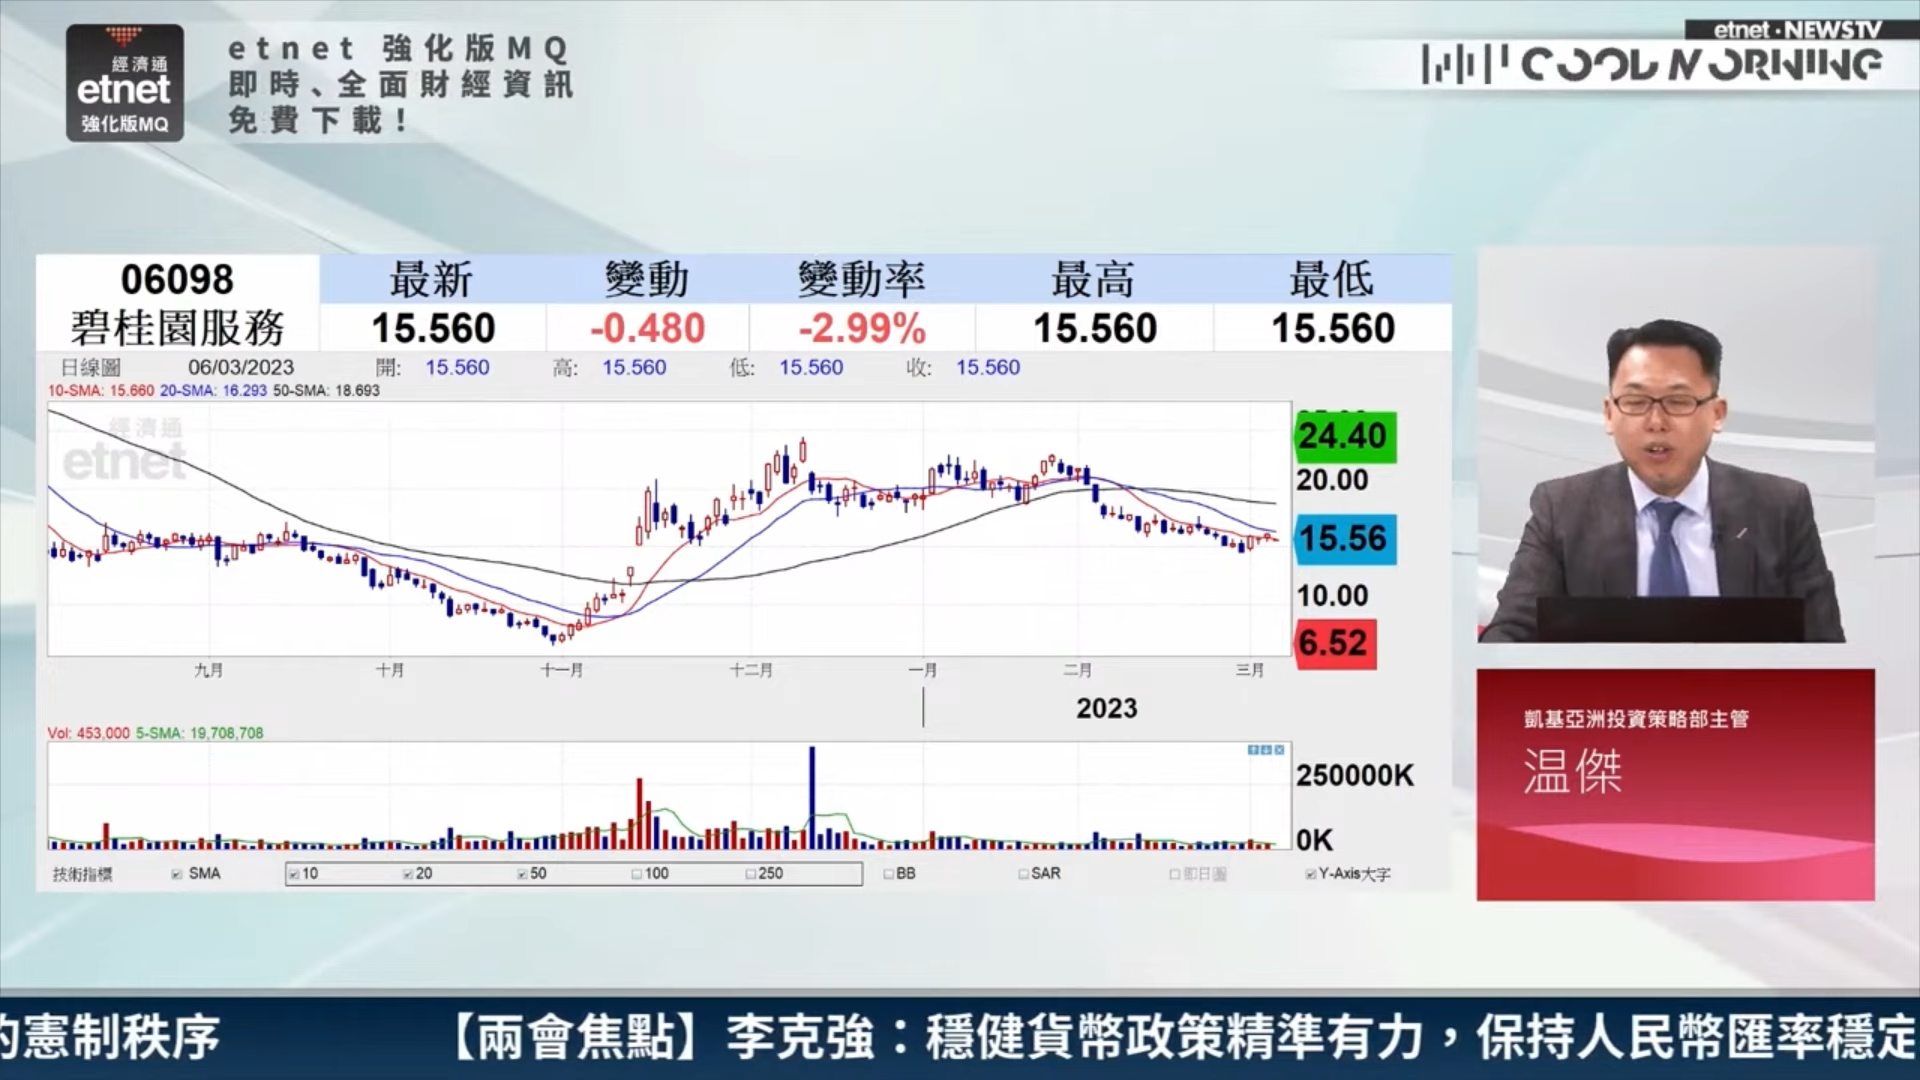 經濟通
etnet
強化版MQ
etnet 強化版MQ
即時、全面財經資訊
免費下載！
etnet·NEWSTV
COOL MORNING
06098
碧桂園服務
最新 變動 變動率 最高 最低
15.560 -0.480 -2.99% 15.560 15.560
日線圖 06/03/2023 開: 15.560 高: 15.560 低: 15.560 收: 15.560
10-SMA: 15.660 20-SMA: 16.293 50-SMA: 18.693
經濟通
etnet
24.40
20.00
15.56
10.00
6.52
九月 十月 十一月 十二月 一月 二月 三月
2023
Vol: 453,000 5-SMA: 19,708,708
250000K
0K
技術指標 SMA 10 20 50 100 250 BB SAR 即日圖 Y-Axis大字
凱基亞洲投資策略部主管
温傑
的憲制秩序 【兩會焦點】李克強：穩健貨幣政策精準有力，保持人民幣匯率穩定